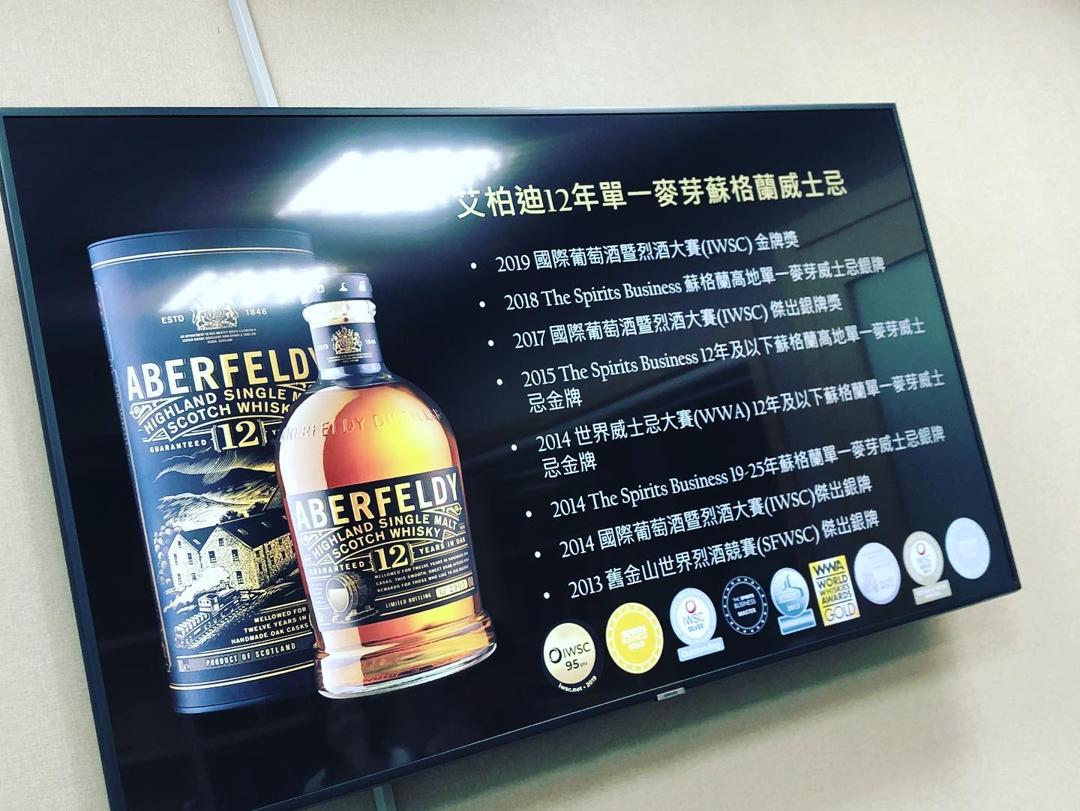 艾柏迪12年單一麥芽蘇格蘭威士忌
• 2019 國際葡萄酒暨烈酒大賽(IWSC) 金牌獎
• 2018 The Spirits Business 蘇格蘭高地單一麥芽威士忌銀牌
• 2017 國際葡萄酒暨烈酒大賽(IWSC) 傑出銀牌獎
• 2015 The Spirits Business 12年及以下蘇格蘭高地單一麥芽威士
忌金牌
• 2014 世界威士忌大賽(WWA) 12年及以下蘇格蘭單一麥芽威士
忌金牌
• 2014 The Spirits Business 19-25年蘇格蘭單一麥芽威士忌銀牌
• 2014 國際葡萄酒暨烈酒大賽(IWSC)傑出銀牌
• 2013 舊金山世界烈酒競賽(SFWSC) 傑出銀牌
ESTD 1846
ABERFELDY
HIGHLAND SINGLE M
SCOTCH WHISK
GUARANTEED 12 YE
MELLOWED FOR
TWELVE YEARS IN
HANDMADE OAK CASKS
PRODUCT OF SCOTLAND
ABERFELDY
HIGHLAND SINGLE MALT
SCOTCH WHISKY
GUARANTEED 12 YEARS IN OAK
LIMITED BOTTLING
IWSC
95 pts
iwsc.net • 2019
IWSC
SILVER
Outstanding
THE SPIRITS
BUSINESS
MASTER
2013
WWA
WORLD
WHISKIES
AWARDS
GOLD